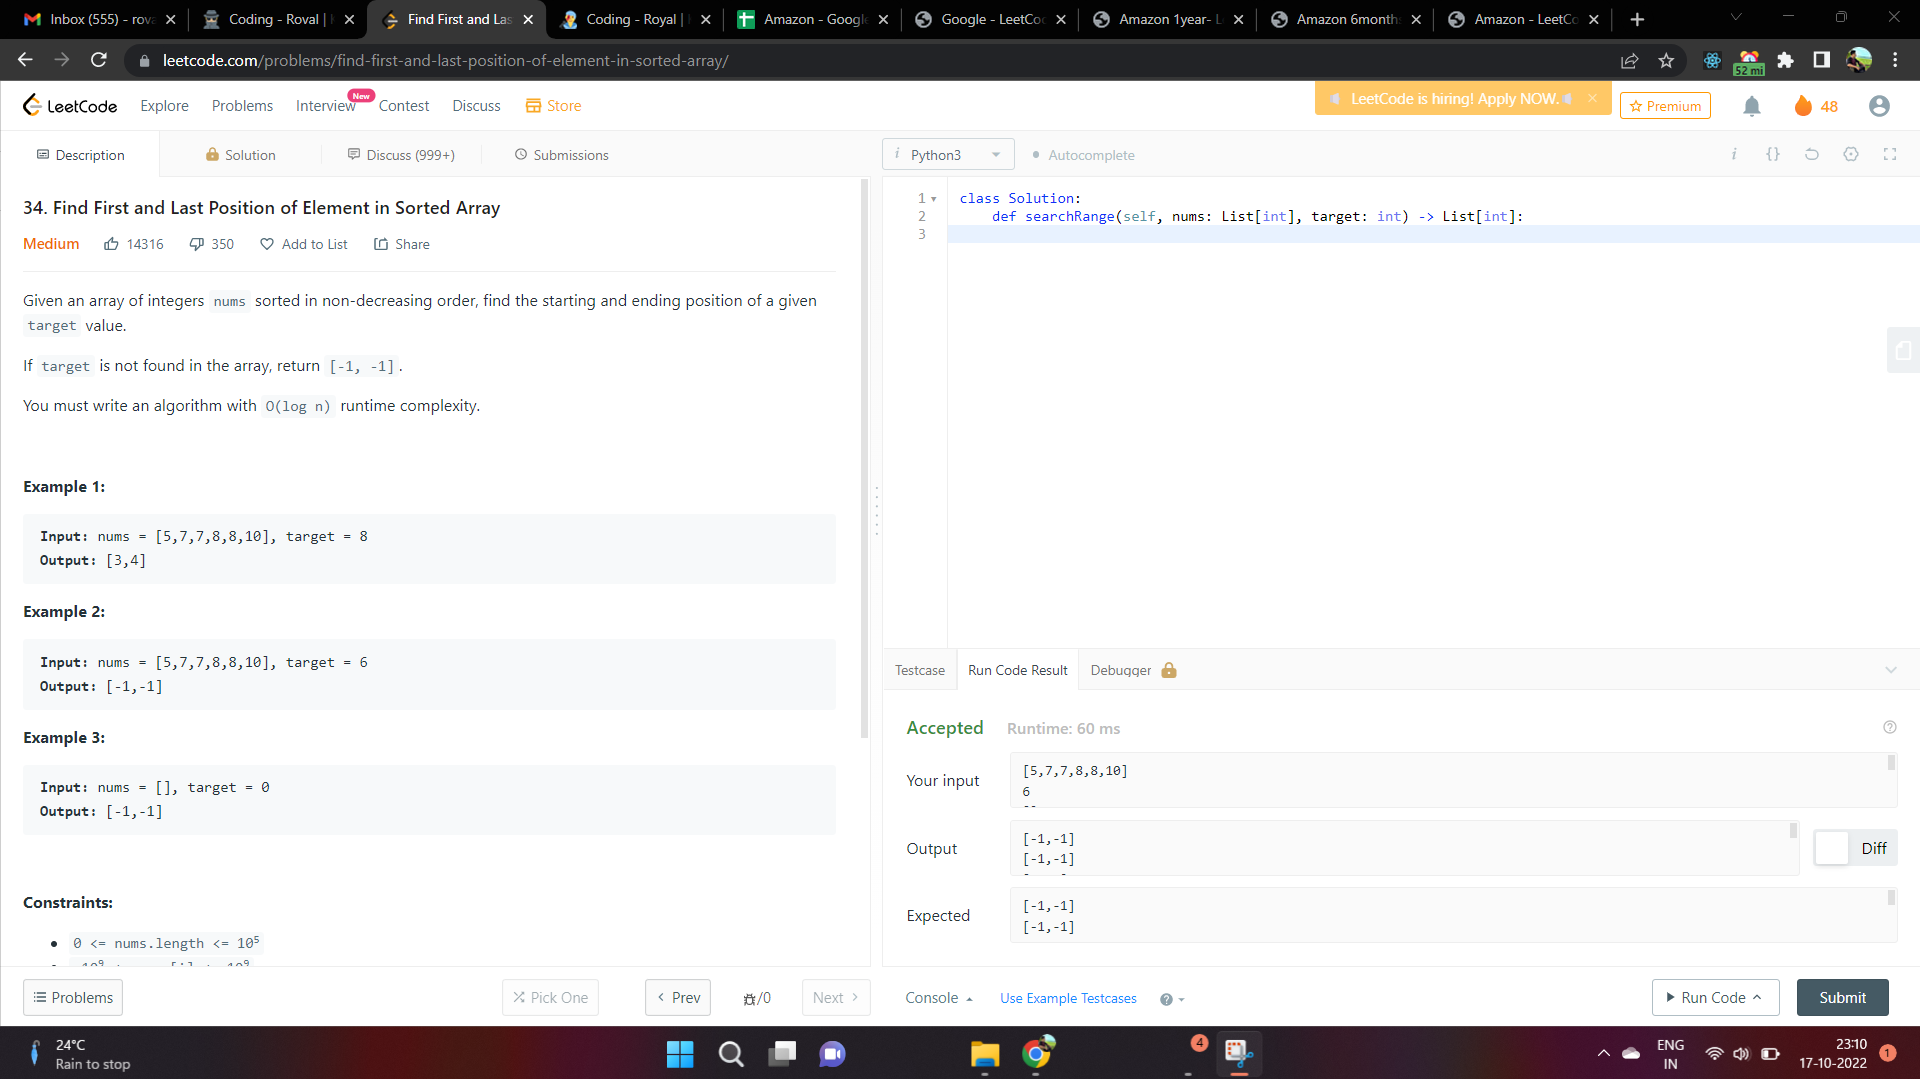 Inbox (555) - rova
Coding - Roval |
Find First and Las
Coding - Royal |
Amazon - Google
Google - LeetCo
Amazon 1year- L
Amazon 6month
Amazon - LeetCo
leetcode.com/problems/find-first-and-last-position-of-element-in-sorted-array/
52 mi
LeetCode
Explore
Problems
Interview
New
Contest
Discuss
Store
LeetCode is hiring! Apply NOW.
Premium
48
Description
Solution
Discuss (999+)
Submissions
i Python3
Autocomplete
i {}
34. Find First and Last Position of Element in Sorted Array
Medium 14316 350 Add to List Share
Given an array of integers nums sorted in non-decreasing order, find the starting and ending position of a given
target value.
If target is not found in the array, return [-1, -1].
You must write an algorithm with O(log n) runtime complexity.
Example 1:
Input: nums = [5,7,7,8,8,10], target = 8
Output: [3,4]
Example 2:
Input: nums = [5,7,7,8,8,10], target = 6
Output: [-1,-1]
Example 3:
Input: nums = [], target = 0
Output: [-1,-1]
Constraints:
0 <= nums.length <= 10⁵
1 class Solution:
2 def searchRange(self, nums: List[int], target: int) -> List[int]:
3
Testcase
Run Code Result
Debugger
Accepted Runtime: 60 ms
Your input
[5,7,7,8,8,10]
6
Output
[-1,-1]
[-1,-1]
Diff
Expected
[-1,-1]
[-1,-1]
Problems
Pick One
Prev
/0
Next
Console
Use Example Testcases
Run Code
Submit
24°C
Rain to stop
4
ENG
IN
23:10
17-10-2022
1